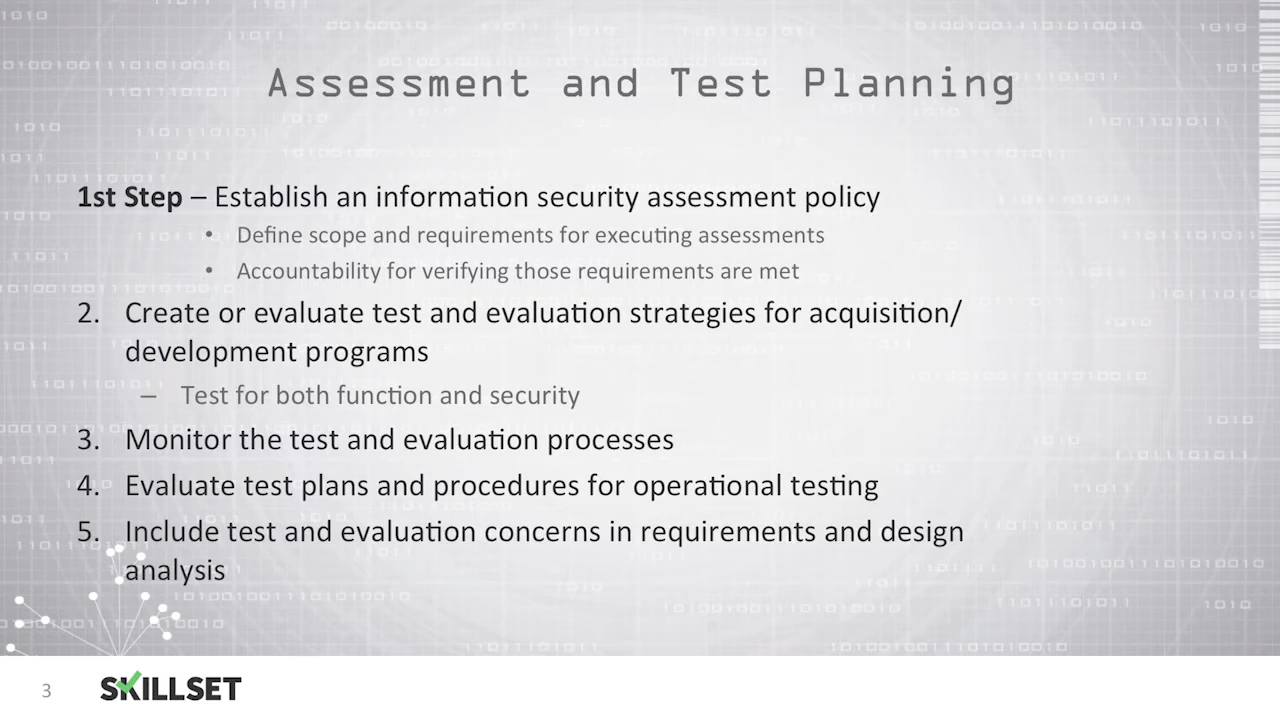 Assessment and Test Planning
1st Step – Establish an information security assessment policy
• Define scope and requirements for executing assessments
• Accountability for verifying those requirements are met
2. Create or evaluate test and evaluation strategies for acquisition/
development programs
– Test for both function and security
3. Monitor the test and evaluation processes
4. Evaluate test plans and procedures for operational testing
5. Include test and evaluation concerns in requirements and design
analysis
3
SKILLSET